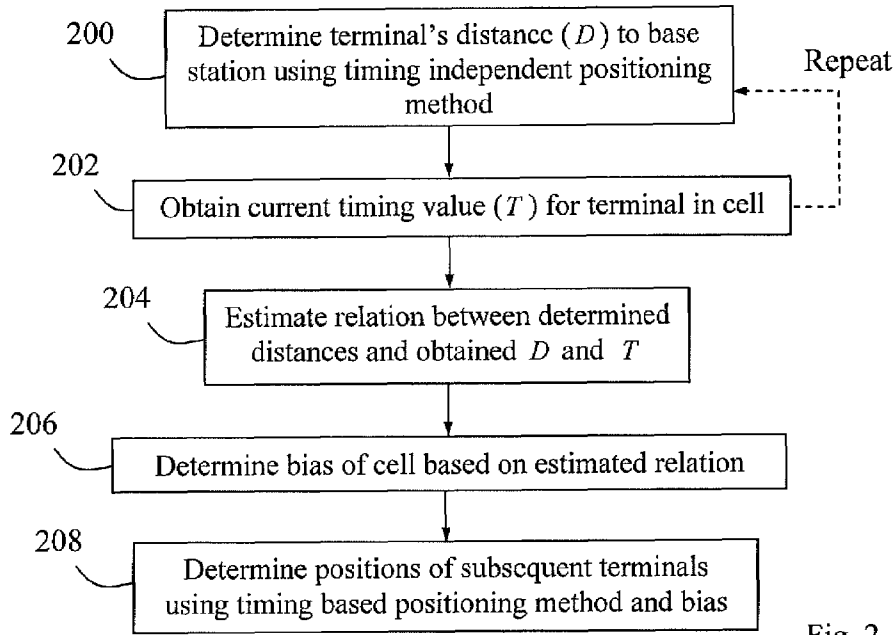 200
Determine terminal's distance (D) to base
station using timing independent positioning
method
Repeat
202
Obtain current timing value (T) for terminal in cell
204
Estimate relation between determined
distances and obtained D and T
206
Determine bias of cell based on estimated relation
208
Determine positions of subsequent terminals
using timing based positioning method and bias
Fig. 2